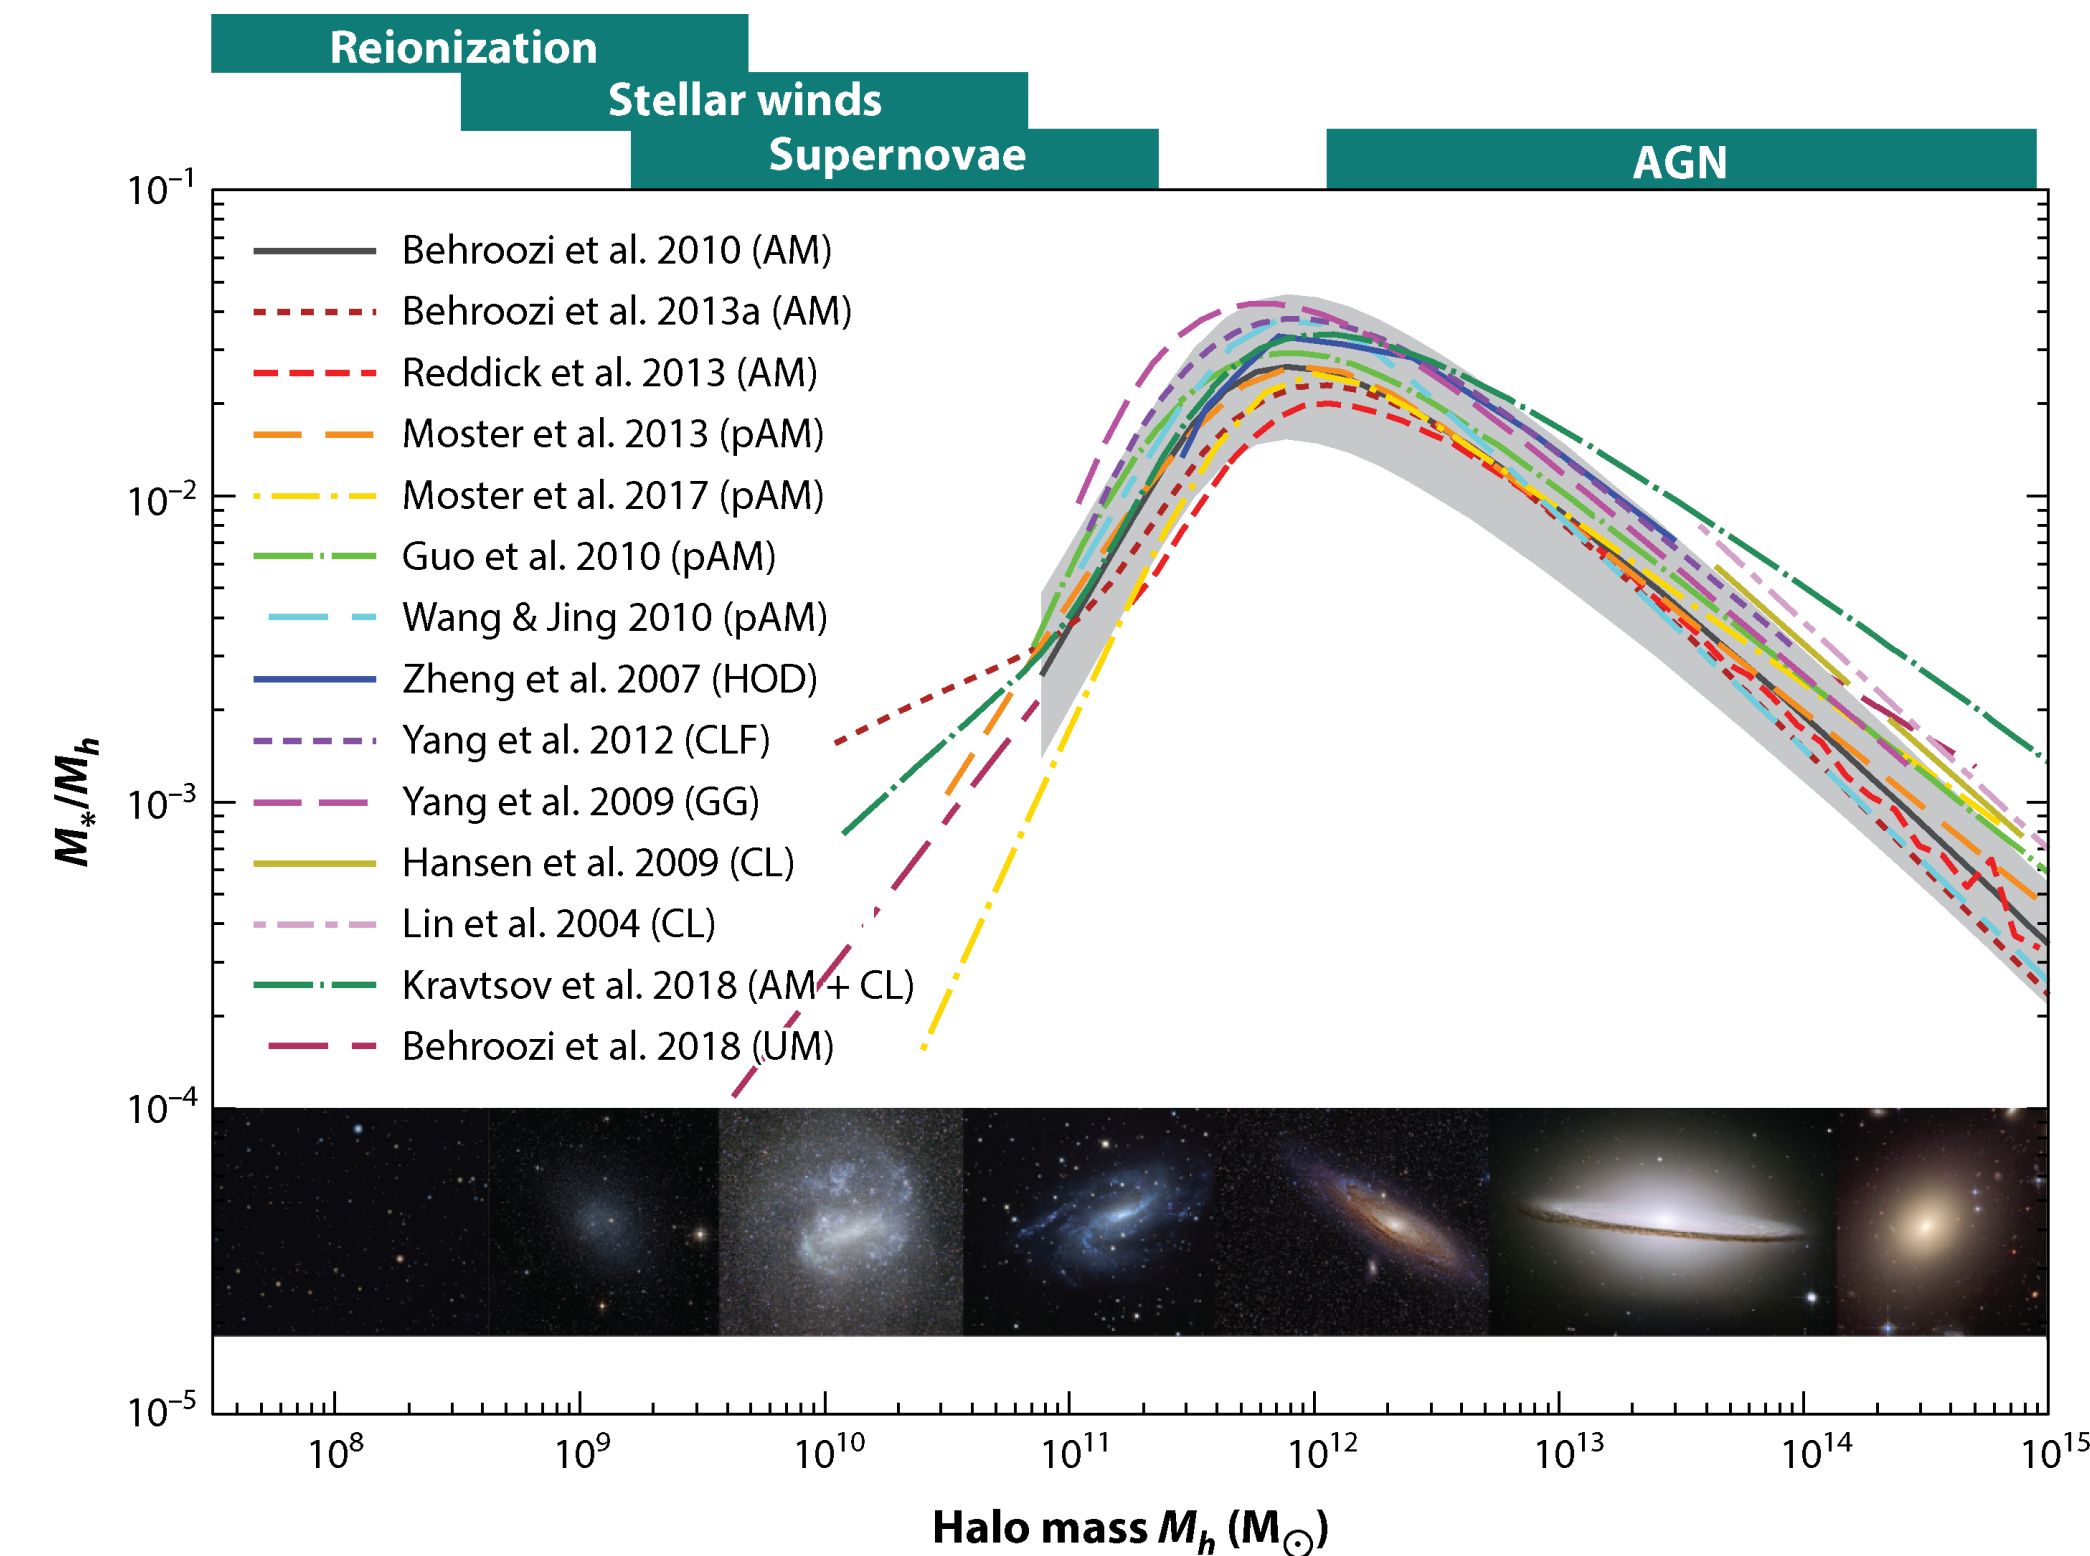 Reionization
Stellar winds
Supernovae
AGN
10⁻¹
Behroozi et al. 2010 (AM)
Behroozi et al. 2013a (AM)
Reddick et al. 2013 (AM)
Moster et al. 2013 (pAM)
10⁻²
Moster et al. 2017 (pAM)
Guo et al. 2010 (pAM)
Wang & Jing 2010 (pAM)
Zheng et al. 2007 (HOD)
Yang et al. 2012 (CLF)
M*/Mh
10⁻³
Yang et al. 2009 (GG)
Hansen et al. 2009 (CL)
Lin et al. 2004 (CL)
Kravtsov et al. 2018 (AM + CL)
Behroozi et al. 2018 (UM)
10⁻⁴
10⁻⁵
10⁸ 10⁹ 10¹⁰ 10¹¹ 10¹² 10¹³ 10¹⁴ 10¹⁵
Halo mass Mh (M☉)